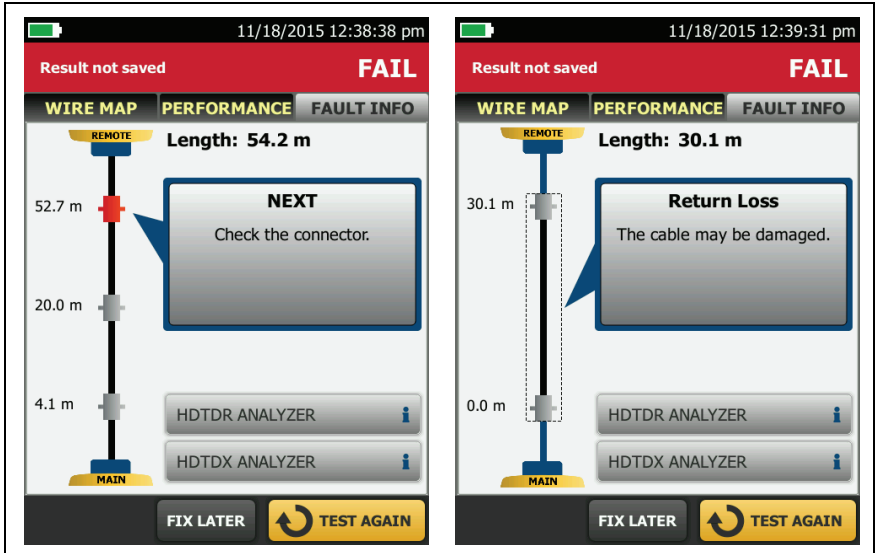 11/18/2015 12:38:38 pm
Result not saved FAIL
WIRE MAP PERFORMANCE FAULT INFO
REMOTE
Length: 54.2 m
52.7 m
NEXT
Check the connector.
20.0 m
4.1 m
HDTDR ANALYZER i
HDTDX ANALYZER i
MAIN
FIX LATER TEST AGAIN
11/18/2015 12:39:31 pm
Result not saved FAIL
WIRE MAP PERFORMANCE FAULT INFO
REMOTE
Length: 30.1 m
30.1 m
Return Loss
The cable may be damaged.
0.0 m
HDTDR ANALYZER i
HDTDX ANALYZER i
MAIN
FIX LATER TEST AGAIN